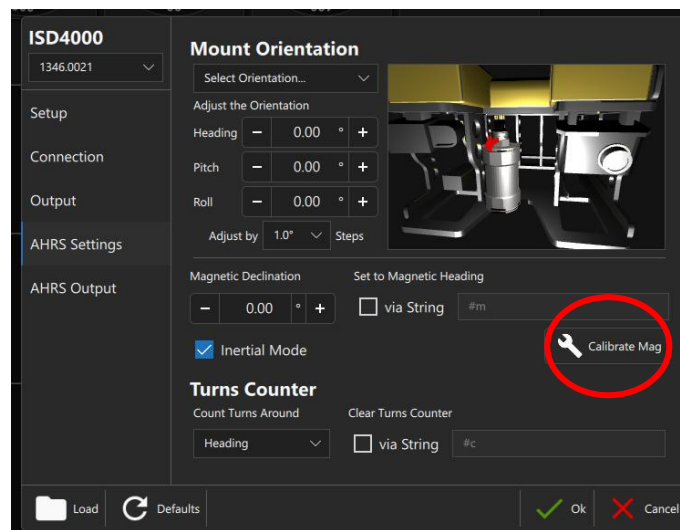 ISD4000
1346.0021
Setup
Connection
Output
AHRS Settings
AHRS Output
Mount Orientation
Select Orientation...
Adjust the Orientation
Heading − 0.00 ° +
Pitch − 0.00 ° +
Roll − 0.00 ° +
Adjust by 1.0° Steps
Magnetic Declination
Set to Magnetic Heading
− 0.00 ° +
via String #m
Inertial Mode
Calibrate Mag
Turns Counter
Count Turns Around
Clear Turns Counter
Heading
via String #c
Load
Defaults
Ok
Cancel